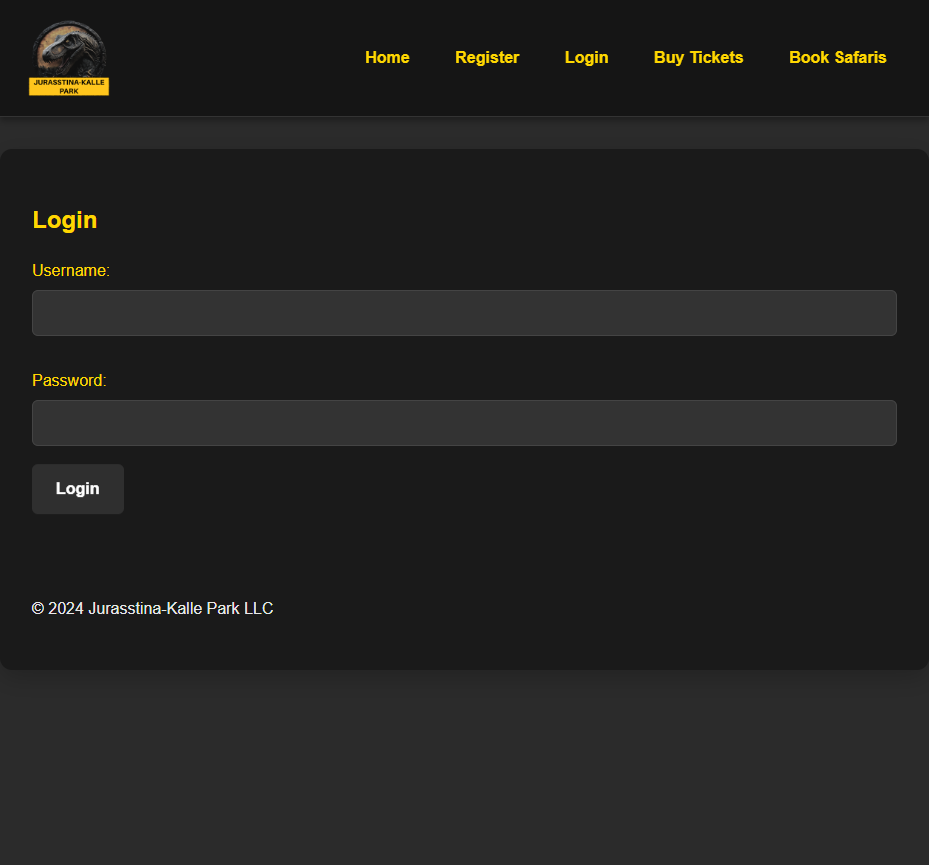 JURASSTINA-KALLE
PARK
Home Register Login Buy Tickets Book Safaris
Login
Username:
Password:
Login
© 2024 Jurasstina-Kalle Park LLC